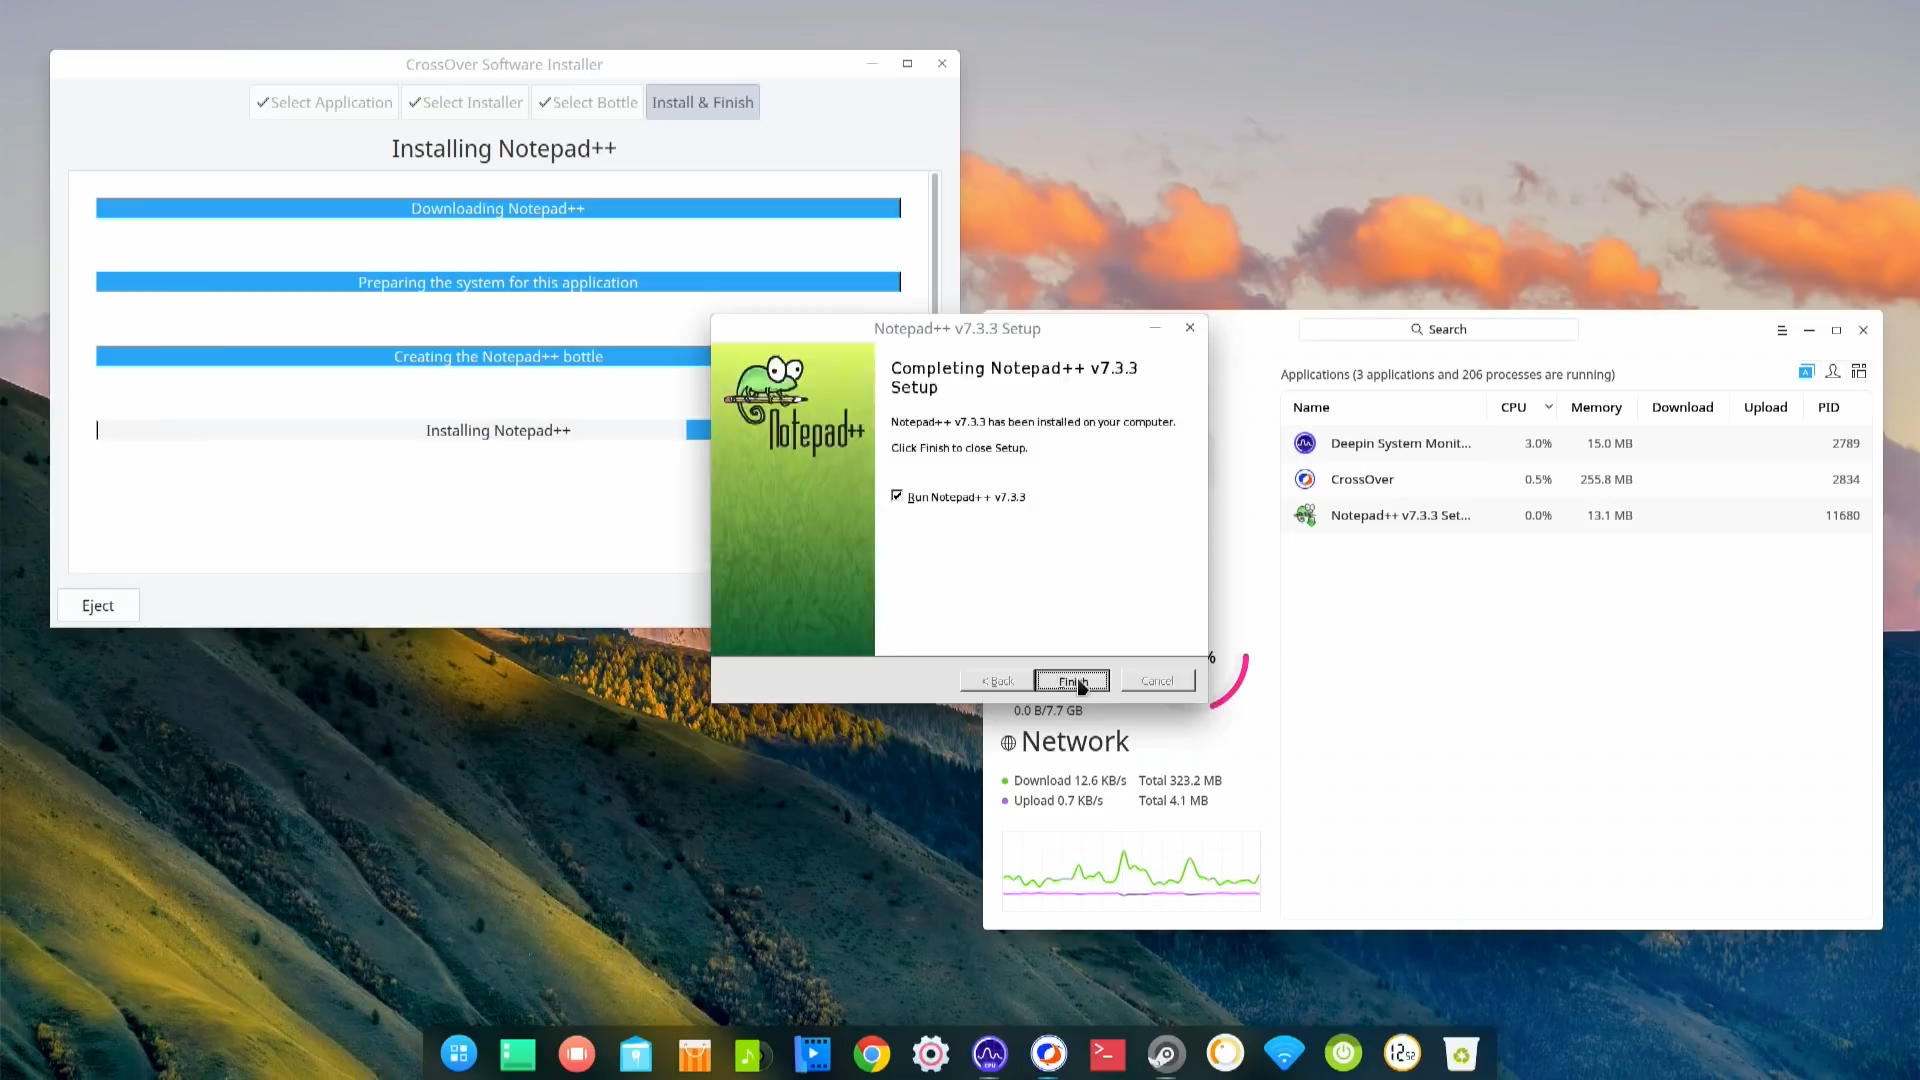 CrossOver Software Installer
✓Select Application
✓Select Installer
✓Select Bottle
Install & Finish
Installing Notepad++
Downloading Notepad++
Preparing the system for this application
Creating the Notepad++ bottle
Installing Notepad++
Eject
Notepad++ v7.3.3 Setup
Notepad++
Completing Notepad++ v7.3.3
Setup
Notepad++ v7.3.3 has been installed on your computer.
Click Finish to close Setup.
Run Notepad++ v7.3.3
< Back
Finish
Cancel
Search
Applications (3 applications and 206 processes are running)
Name CPU Memory Download Upload PID
Deepin System Monit... 3.0% 15.0 MB 2789
CrossOver 0.5% 255.8 MB 2834
Notepad++ v7.3.3 Set... 0.0% 13.1 MB 11680
%
0.0 B/7.7 GB
Network
Download 12.6 KB/s Total 323.2 MB
Upload 0.7 KB/s Total 4.1 MB
CPU
12 52